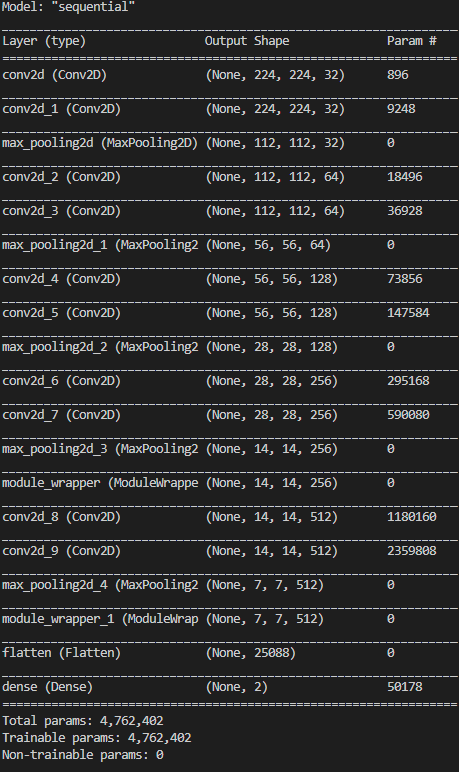 Model: "sequential"
_________________________________________________________________
Layer (type)                 Output Shape              Param #
=================================================================
conv2d (Conv2D)              (None, 224, 224, 32)      896
_________________________________________________________________
conv2d_1 (Conv2D)            (None, 224, 224, 32)      9248
_________________________________________________________________
max_pooling2d (MaxPooling2D) (None, 112, 112, 32)      0
_________________________________________________________________
conv2d_2 (Conv2D)            (None, 112, 112, 64)      18496
_________________________________________________________________
conv2d_3 (Conv2D)            (None, 112, 112, 64)      36928
_________________________________________________________________
max_pooling2d_1 (MaxPooling2 (None, 56, 56, 64)        0
_________________________________________________________________
conv2d_4 (Conv2D)            (None, 56, 56, 128)       73856
_________________________________________________________________
conv2d_5 (Conv2D)            (None, 56, 56, 128)       147584
_________________________________________________________________
max_pooling2d_2 (MaxPooling2 (None, 28, 28, 128)       0
_________________________________________________________________
conv2d_6 (Conv2D)            (None, 28, 28, 256)       295168
_________________________________________________________________
conv2d_7 (Conv2D)            (None, 28, 28, 256)       590080
_________________________________________________________________
max_pooling2d_3 (MaxPooling2 (None, 14, 14, 256)       0
_________________________________________________________________
module_wrapper (ModuleWrappe (None, 14, 14, 256)       0
_________________________________________________________________
conv2d_8 (Conv2D)            (None, 14, 14, 512)       1180160
_________________________________________________________________
conv2d_9 (Conv2D)            (None, 14, 14, 512)       2359808
_________________________________________________________________
max_pooling2d_4 (MaxPooling2 (None, 7, 7, 512)         0
_________________________________________________________________
module_wrapper_1 (ModuleWrap (None, 7, 7, 512)         0
_________________________________________________________________
flatten (Flatten)            (None, 25088)             0
_________________________________________________________________
dense (Dense)                (None, 2)                 50178
=================================================================
Total params: 4,762,402
Trainable params: 4,762,402
Non-trainable params: 0